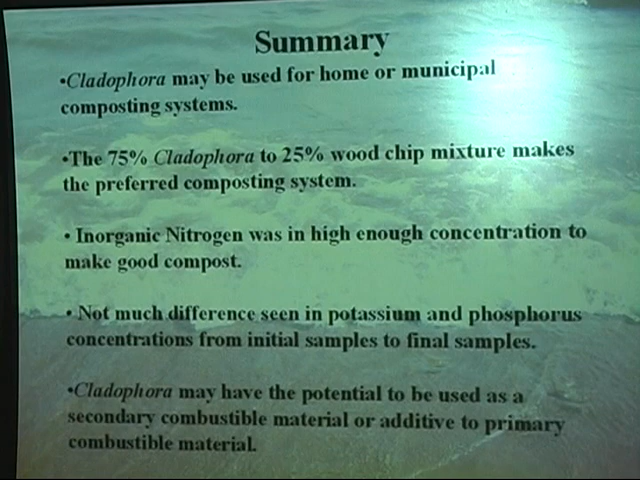 Summary
•Cladophora may be used for home or municipal
composting systems.
•The 75% Cladophora to 25% wood chip mixture makes
the preferred composting system.
• Inorganic Nitrogen was in high enough concentration to
make good compost.
• Not much difference seen in potassium and phosphorus
concentrations from initial samples to final samples.
•Cladophora may have the potential to be used as a
secondary combustible material or additive to primary
combustible material.